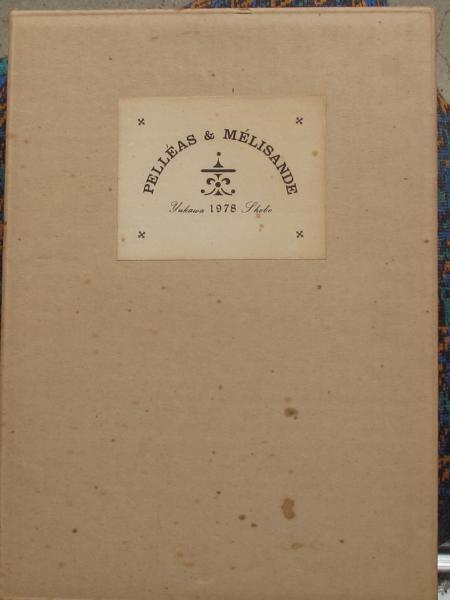 PELLÉAS & MÉLISANDE
Yukawa 1978 Shobo